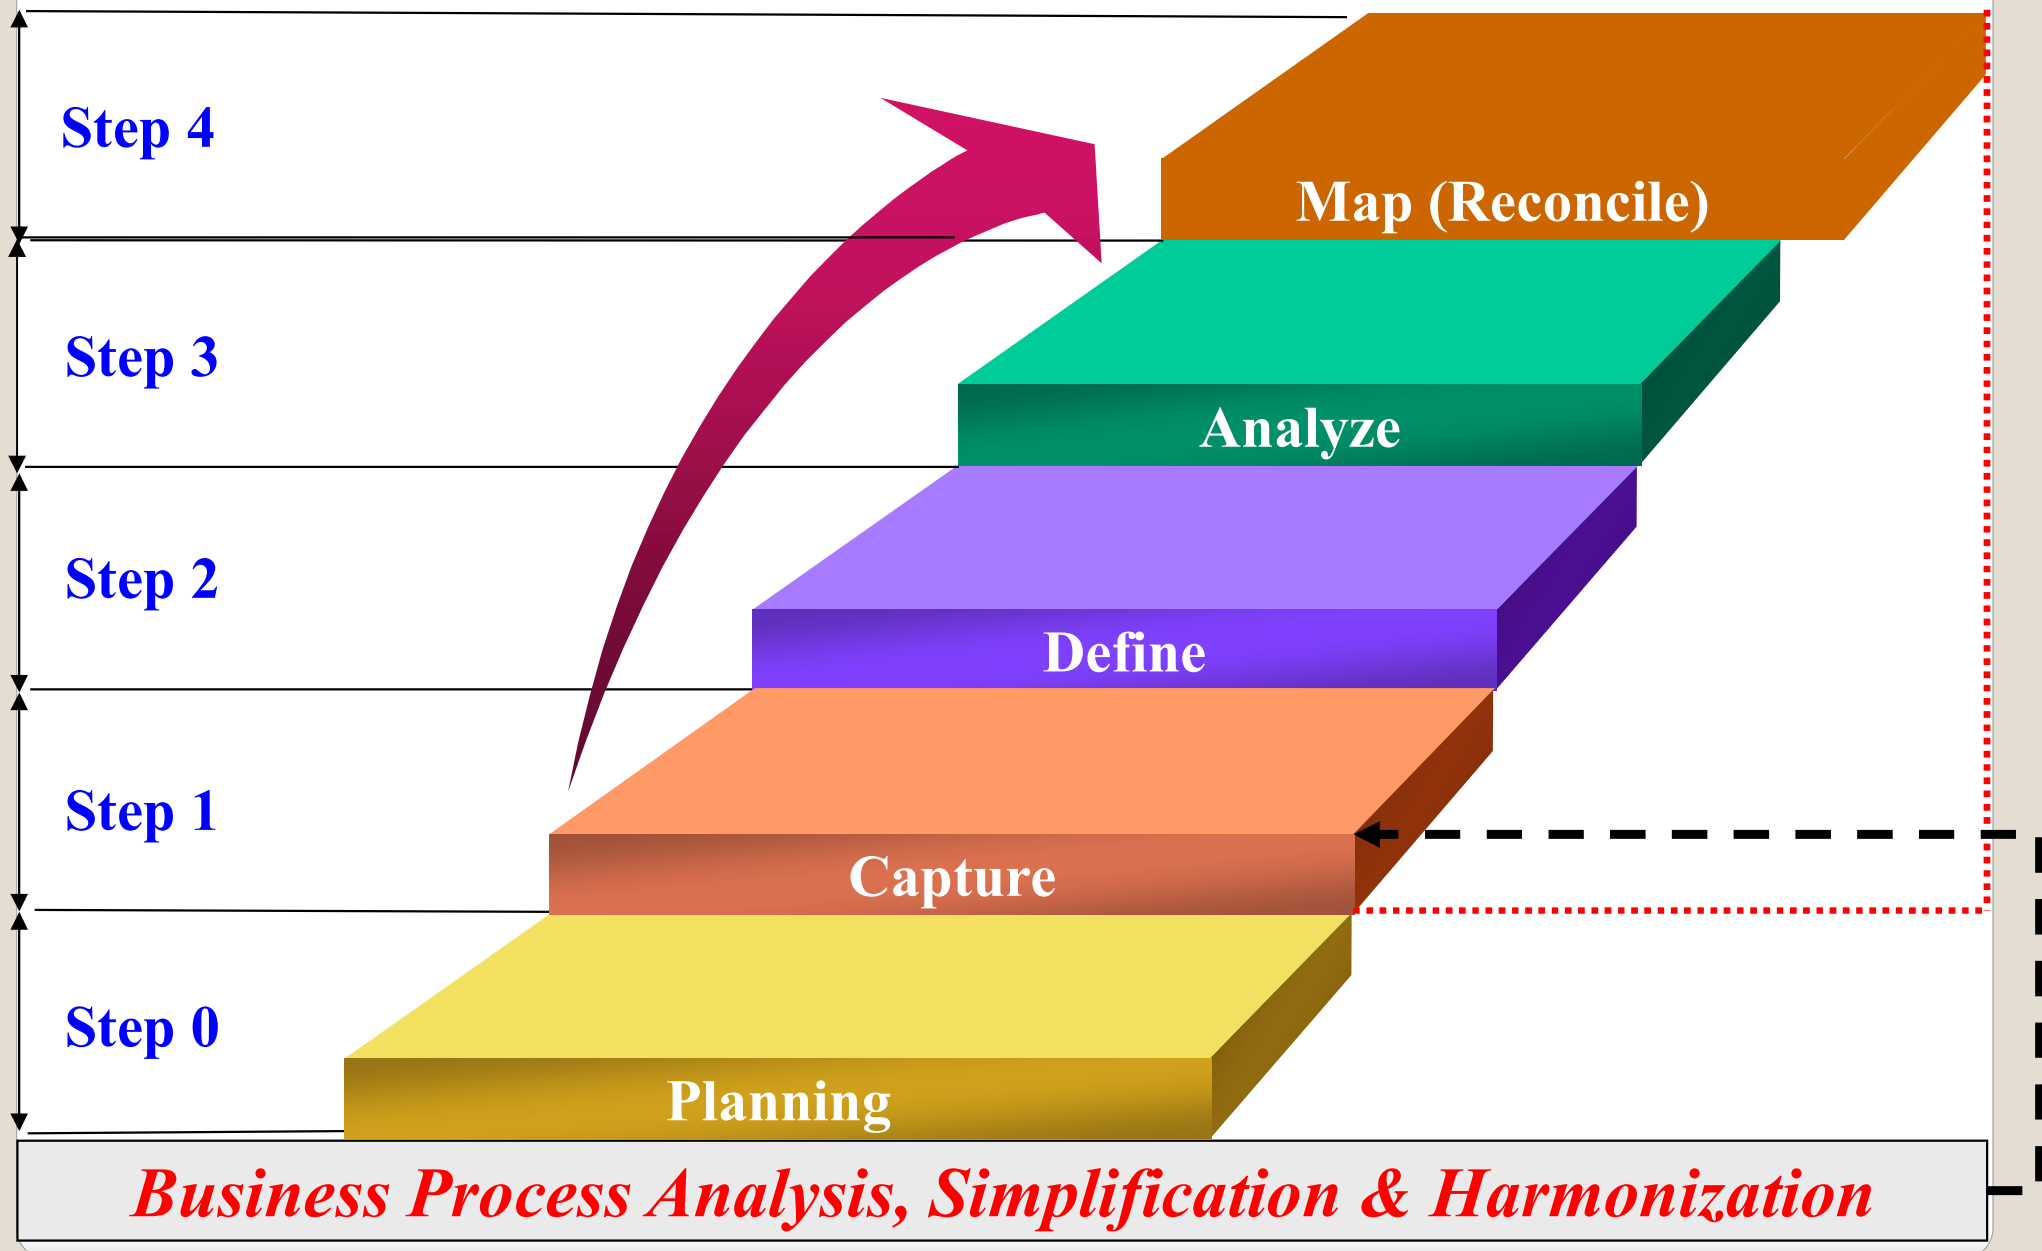 Step 4
Map (Reconcile)
Step 3
Analyze
Step 2
Define
Step 1
Capture
Step 0
Planning
Business Process Analysis, Simplification & Harmonization